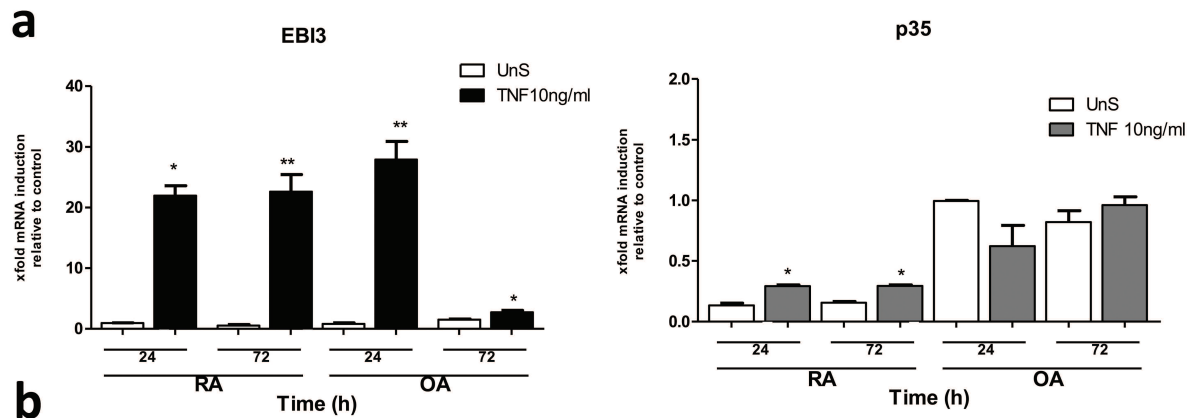 a
EBI3
UnS
TNF10ng/ml
xfold mRNA induction
relative to control
40
30
20
10
0
*
**
**
*
24
72
24
72
RA
OA
Time (h)
p35
UnS
TNF 10ng/ml
xfold mRNA induction
relative to control
2.0
1.5
1.0
0.5
0.0
*
*
24
72
24
72
RA
OA
Time (h)
b